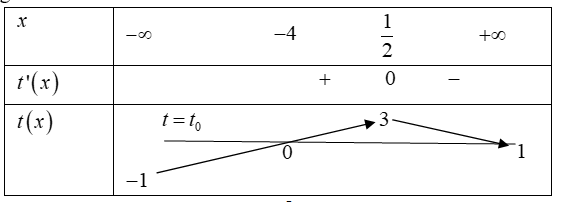 x −∞ −4 1/2 +∞
t'(x) + 0 −
t(x) t = t₀ 3
0 1
−1